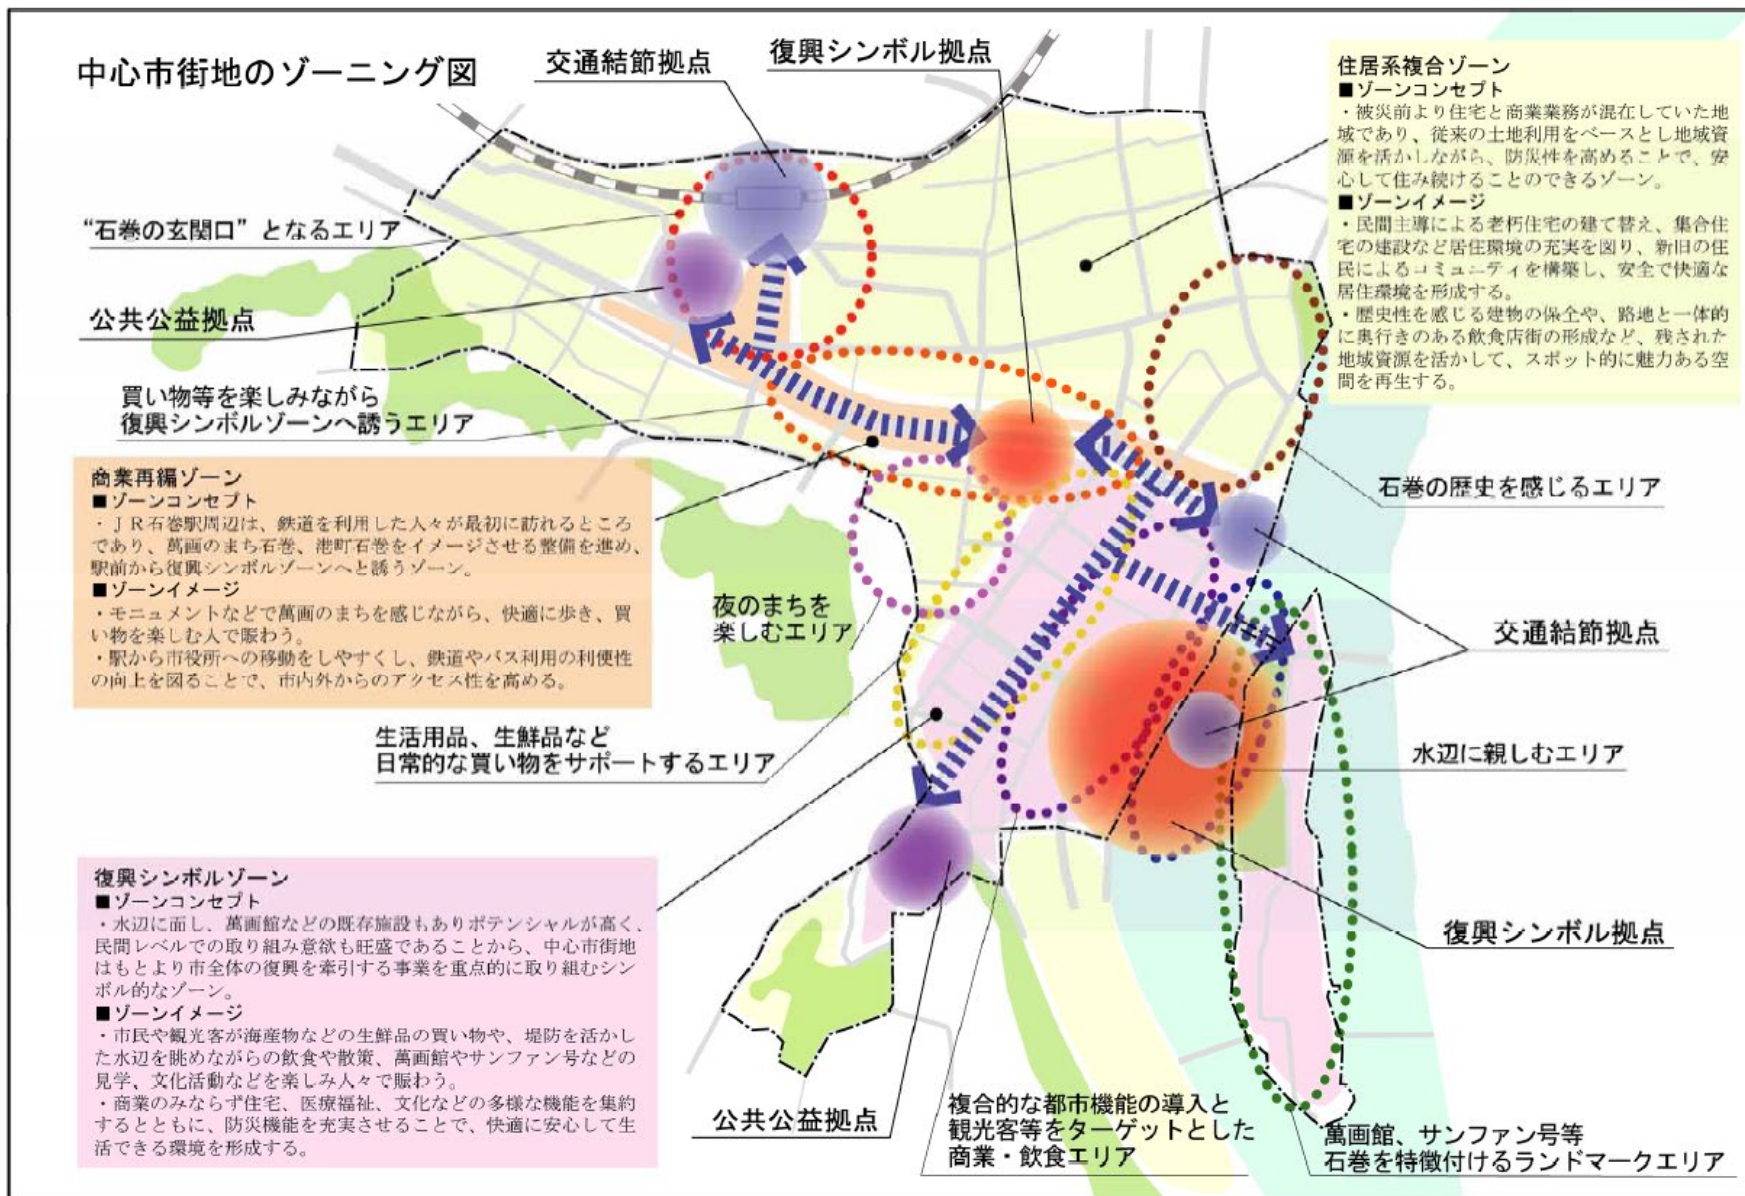 中心市街地のゾーニング図
交通結節拠点
復興シンボル拠点
住居系複合ゾーン
■ゾーンコンセプト
・被災前より住宅と商業業務が混在していた地
域であり、従来の土地利用をベースとし地域資
源を活かしながら、防災性を高めることで、安
心して住み続けることのできるゾーン。
■ゾーンイメージ
・民間主導による老朽住宅の建て替え、集合住
宅の建設など居住環境の充実を図り、新旧の住
民によるコミュニティを構築し、安全で快適な
居住環境を形成する。
・歴史性を感じる建物の保全や、路地と一体的
に奥行きのある飲食店街の形成など、残された
地域資源を活かして、スポット的に魅力ある空
間を再生する。
“石巻の玄関口”となるエリア
公共公益拠点
買い物等を楽しみながら
復興シンボルゾーンへ誘うエリア
商業再編ゾーン
■ゾーンコンセプト
・ＪＲ石巻駅周辺は、鉄道を利用した人々が最初に訪れるところ
であり、萬画のまち石巻、港町石巻をイメージさせる整備を進め、
駅前から復興シンボルゾーンへと誘うゾーン。
■ゾーンイメージ
・モニュメントなどで萬画のまちを感じながら、快適に歩き、買
い物を楽しむ人で賑わう。
・駅から市役所への移動をしやすくし、鉄道やバス利用の利便性
の向上を図ることで、市内外からのアクセス性を高める。
石巻の歴史を感じるエリア
夜のまちを
楽しむエリア
交通結節拠点
生活用品、生鮮品など
日常的な買い物をサポートするエリア
水辺に親しむエリア
復興シンボルゾーン
■ゾーンコンセプト
・水辺に面し、萬画館などの既存施設もありポテンシャルが高く、
民間レベルでの取り組み意欲も旺盛であることから、中心市街地
はもとより市全体の復興を牽引する事業を重点的に取り組むシン
ボル的なゾーン。
■ゾーンイメージ
・市民や観光客が海産物などの生鮮品の買い物や、堤防を活かし
た水辺を眺めながらの飲食や散策、萬画館やサンファン号などの
見学、文化活動などを楽しみ人々で賑わう。
・商業のみならず住宅、医療福祉、文化などの多様な機能を集約
するとともに、防災機能を充実させることで、快適に安心して生
活できる環境を形成する。
復興シンボル拠点
公共公益拠点
複合的な都市機能の導入と
観光客等をターゲットとした
商業・飲食エリア
萬画館、サンファン号等
石巻を特徴付けるランドマークエリア